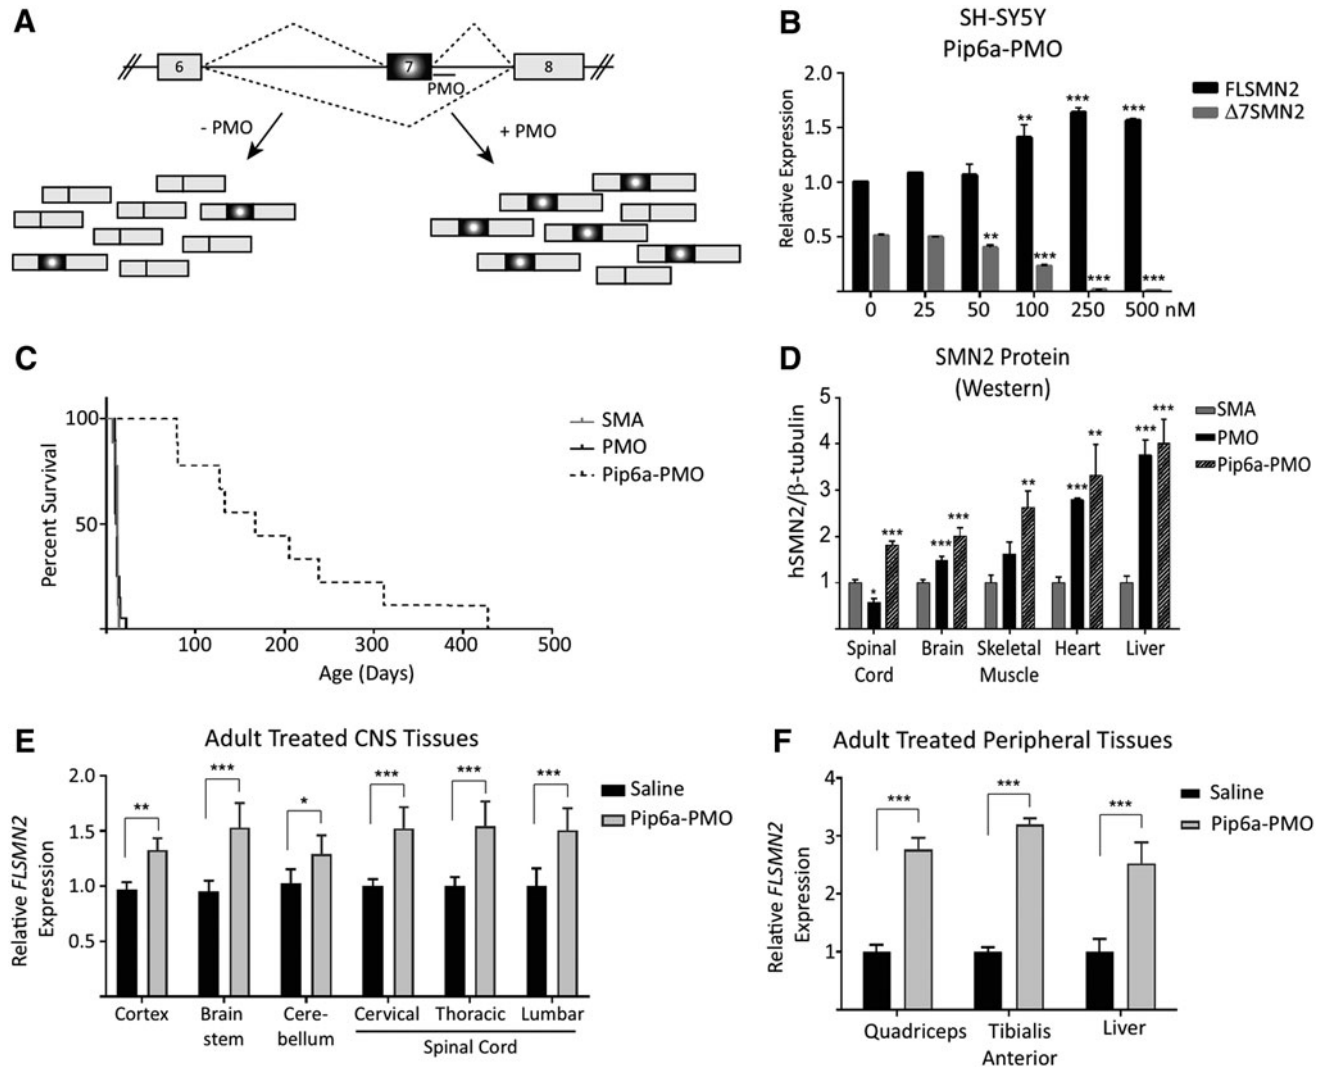 A
6
7
8
PMO
- PMO
+ PMO
B
SH-SY5Y
Pip6a-PMO
Relative Expression
2.0
1.5
1.0
0.5
** *** ***
** *** *** ***
0 25 50 100 250 500 nM
FLSMN2
Δ7SMN2
C
Percent Survival
100
50
100 200 300 400 500
Age (Days)
SMA
PMO
Pip6a-PMO
D
SMN2 Protein
(Western)
hSMN2/β-tubulin
5
4
3
2
1
* *** *** ** *** ** *** ***
Spinal Cord
Brain
Skeletal Muscle
Heart
Liver
SMA
PMO
Pip6a-PMO
E
Adult Treated CNS Tissues
Relative FLSMN2
Expression
2.0
1.5
1.0
0.5
** *** * *** *** ***
Cortex
Brain
stem
Cere-
bellum
Cervical Thoracic Lumbar
Spinal Cord
Saline
Pip6a-PMO
F
Adult Treated Peripheral Tissues
Relative FLSMN2
Expression
4
3
2
1
*** *** ***
Quadriceps
Tibialis
Anterior
Liver
Saline
Pip6a-PMO